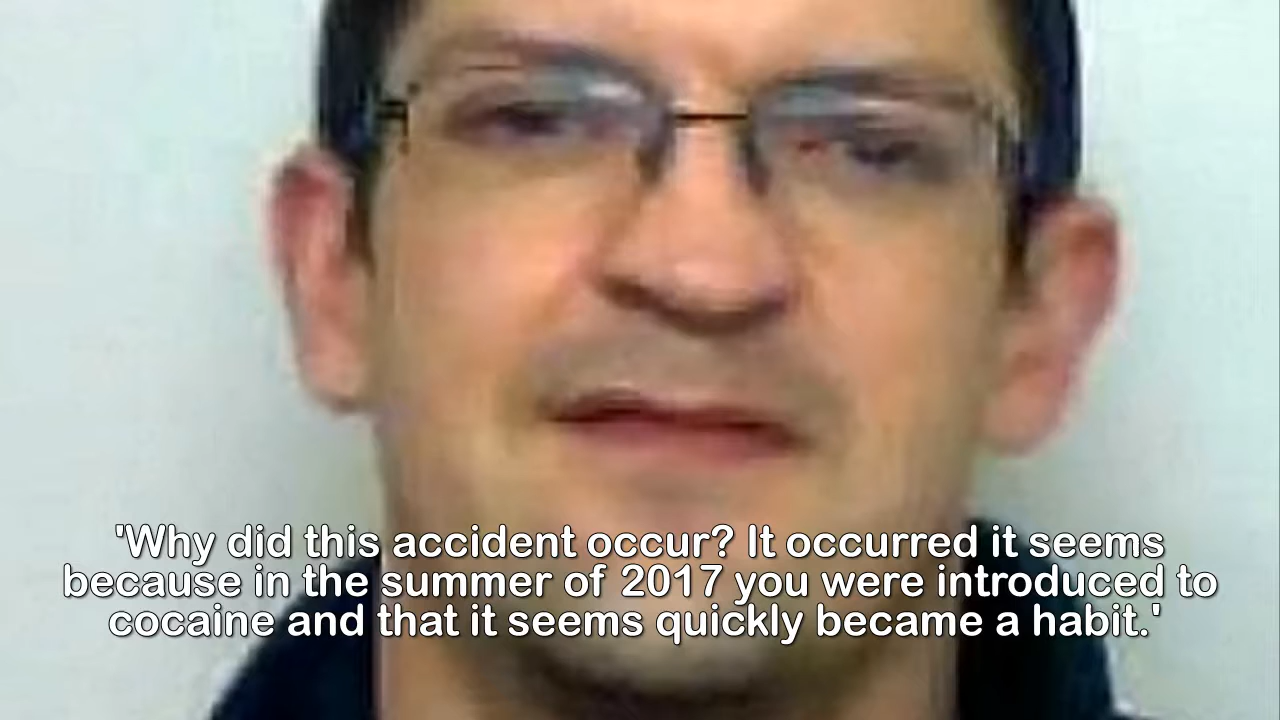 'Why did this accident occur? It occurred it seems
because in the summer of 2017 you were introduced to
cocaine and that it seems quickly became a habit.'